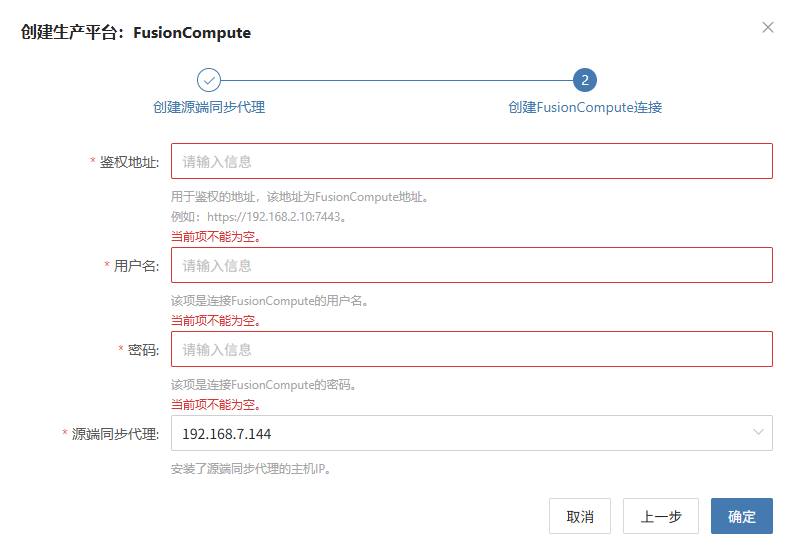 创建生产平台：FusionCompute
2
创建源端同步代理
创建FusionCompute连接
* 鉴权地址:
请输入信息
用于鉴权的地址，该地址为FusionCompute地址。
例如：https://192.168.2.10:7443。
当前项不能为空。
* 用户名:
请输入信息
该项是连接FusionCompute的用户名。
当前项不能为空。
* 密码:
请输入信息
该项是连接FusionCompute的密码。
当前项不能为空。
* 源端同步代理:
192.168.7.144
安装了源端同步代理的主机IP。
取消
上一步
确定